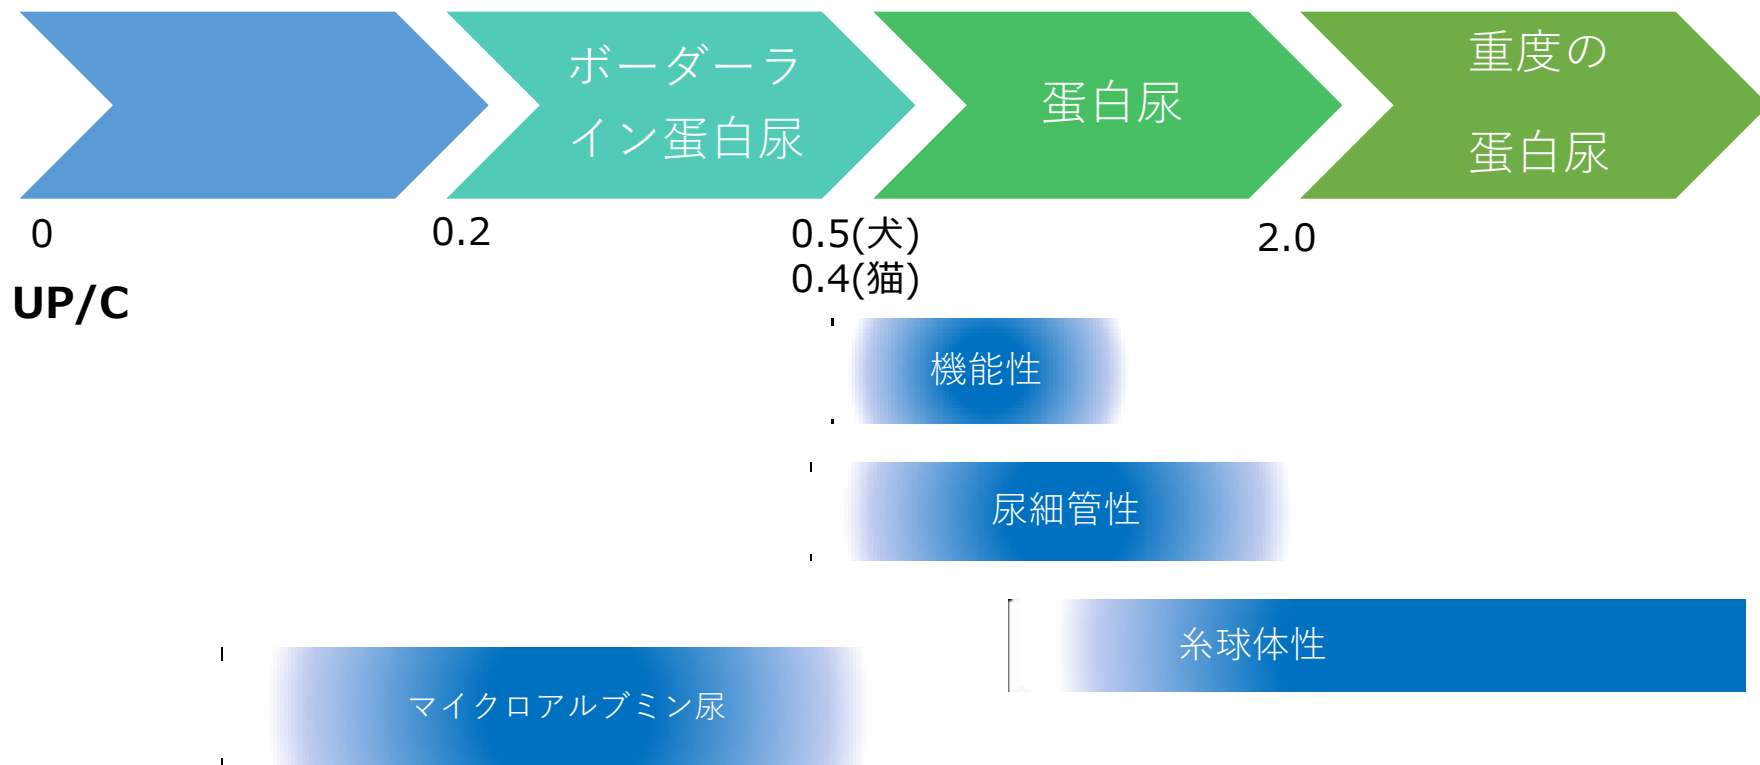 ボーダーラ
イン蛋白尿
蛋白尿
重度の
蛋白尿
0
0.2
0.5(犬)
0.4(猫)
2.0
UP/C
機能性
尿細管性
糸球体性
マイクロアルブミン尿